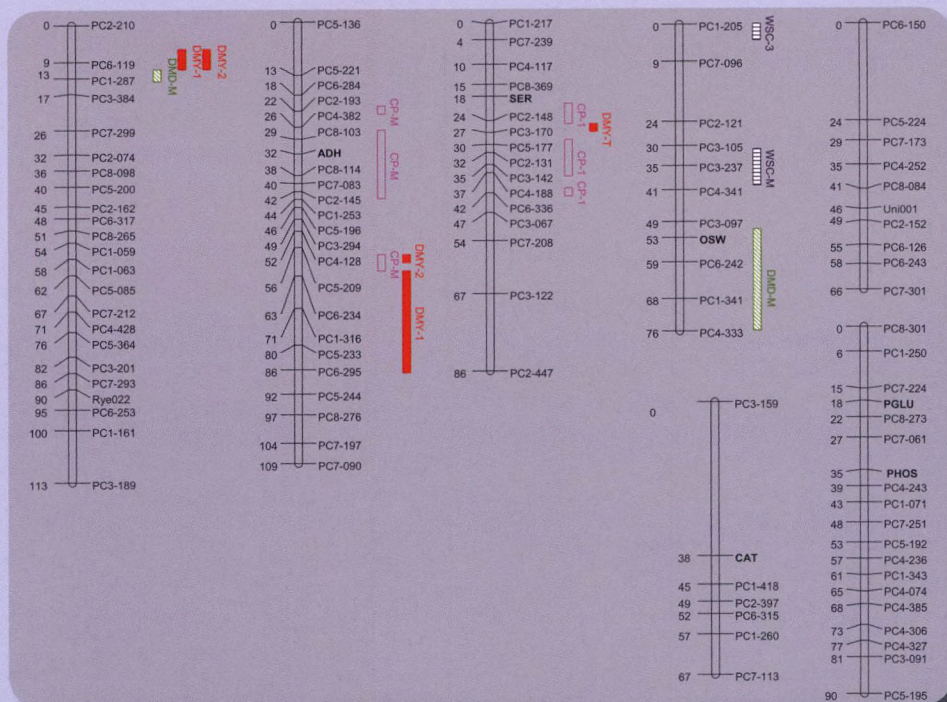 0 PC2-210
9 PC6-119
13 PC1-287
17 PC3-384
26 PC7-299
32 PC2-074
36 PC8-098
40 PC5-200
45 PC2-162
48 PC6-317
51 PC8-265
54 PC1-059
58 PC1-063
62 PC5-085
67 PC7-212
71 PC4-428
76 PC5-364
82 PC3-201
86 PC7-293
90 Rye022
95 PC6-253
100 PC1-161
113 PC3-189
DMD-M
DMY-1
DMY-2
0 PC5-136
13 PC5-221
18 PC6-284
22 PC2-193
26 PC4-382
29 PC8-103
32 ADH
38 PC8-114
40 PC7-083
42 PC2-145
44 PC1-253
46 PC5-196
49 PC3-294
52 PC4-128
56 PC5-209
63 PC6-234
71 PC1-316
80 PC5-233
86 PC6-295
92 PC5-244
97 PC8-276
104 PC7-197
109 PC7-090
CP-M
CP-M
CP-M
DMY-2
DMY-1
0 PC1-217
4 PC7-239
10 PC4-117
15 PC8-369
18 SER
24 PC2-148
27 PC3-170
30 PC5-177
32 PC2-131
35 PC3-142
37 PC4-188
42 PC6-336
47 PC3-067
54 PC7-208
67 PC3-122
86 PC2-447
CP-1
DMY-T
CP-1
CP-1
0 PC1-205
9 PC7-096
24 PC2-121
30 PC3-105
35 PC3-237
41 PC4-341
49 PC3-097
53 OSW
59 PC6-242
68 PC1-341
76 PC4-333
WSC-3
WSC-M
DMD-M
0 PC3-159
38 CAT
45 PC1-418
49 PC2-397
52 PC6-315
57 PC1-260
67 PC7-113
0 PC6-150
24 PC5-224
29 PC7-173
35 PC4-252
41 PC8-084
46 Uni001
49 PC2-152
55 PC6-126
58 PC6-243
66 PC7-301
0 PC8-301
6 PC1-250
15 PC7-224
18 PGLU
22 PC8-273
27 PC7-061
35 PHOS
39 PC4-243
43 PC1-071
48 PC7-251
53 PC5-192
57 PC4-236
61 PC1-343
65 PC4-074
68 PC4-385
73 PC4-306
77 PC4-327
81 PC3-091
90 PC5-195